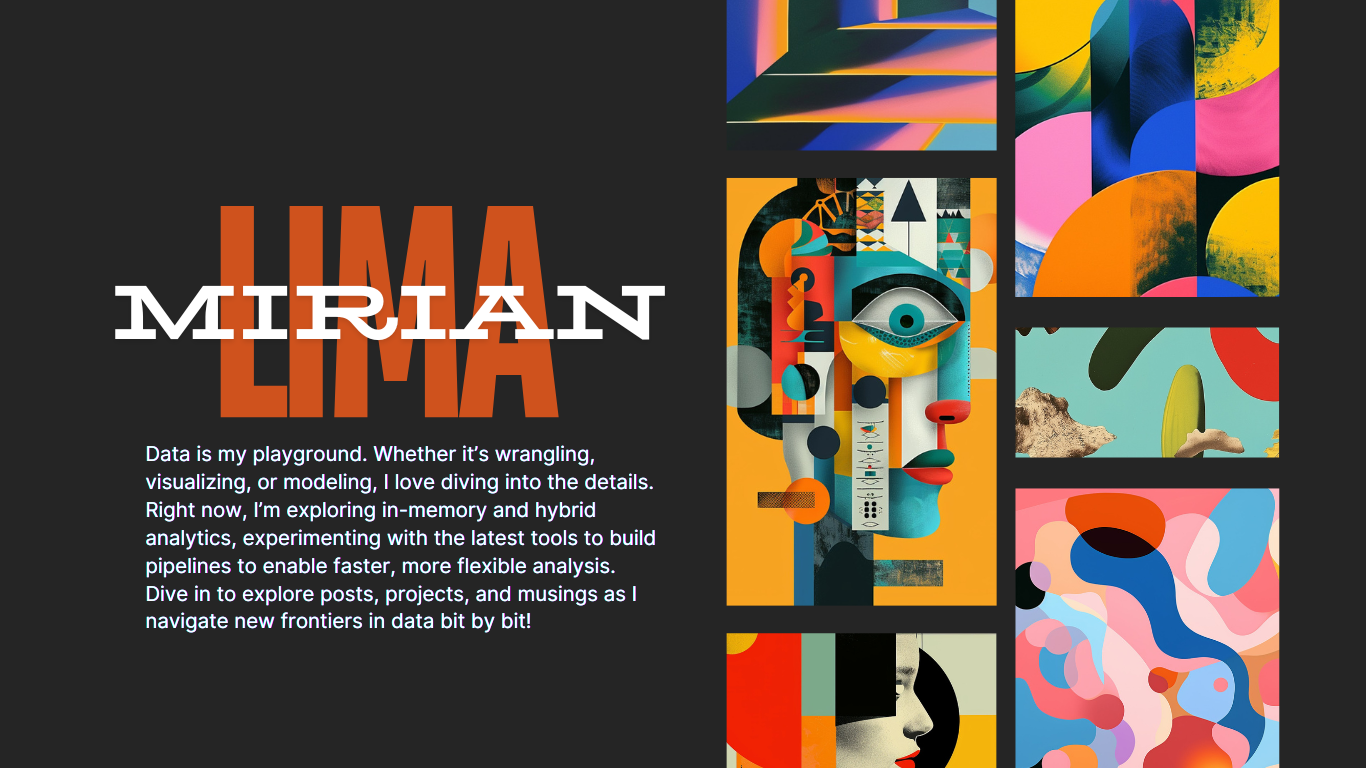 LIMA
MIRIAN
Data is my playground. Whether it’s wrangling,
visualizing, or modeling, I love diving into the details.
Right now, I’m exploring in-memory and hybrid
analytics, experimenting with the latest tools to build
pipelines to enable faster, more flexible analysis.
Dive in to explore posts, projects, and musings as I
navigate new frontiers in data bit by bit!